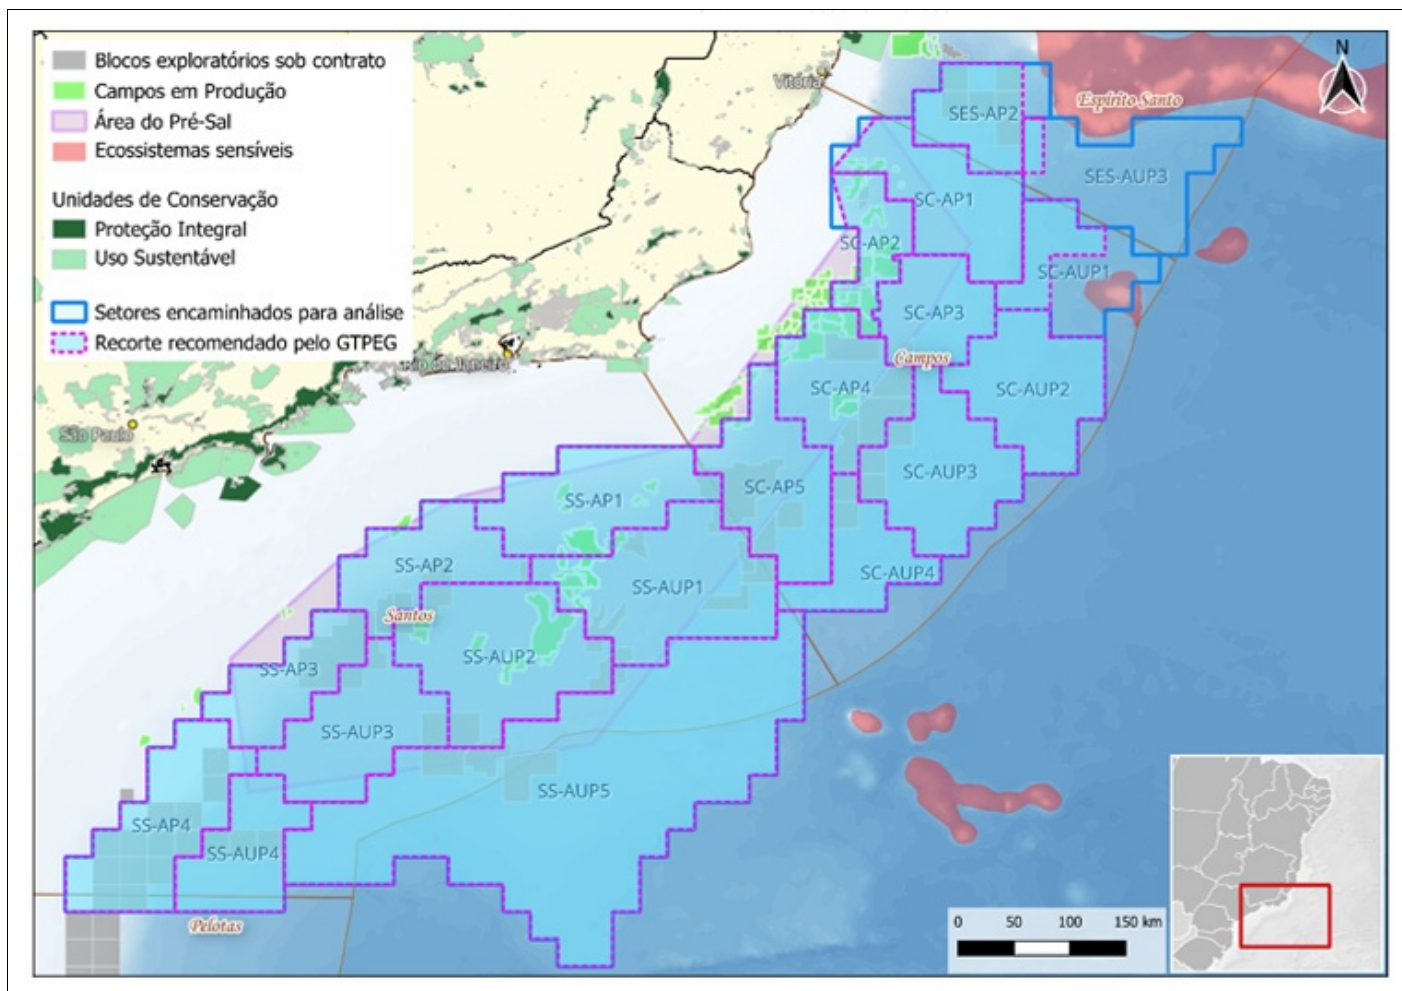 Blocos exploratórios sob contrato
Campos em Produção
Área do Pré-Sal
Ecossistemas sensíveis
Unidades de Conservação
Proteção Integral
Uso Sustentável
Setores encaminhados para análise
Recorte recomendado pelo GTPEG
N
Vitória
Espírito Santo
SES-AP2
SES-AUP3
SC-AP1
SC-AP2
SC-AUP1
SC-AP3
Campos
Rio de Janeiro
SC-AP4
SC-AUP2
São Paulo
SC-AUP3
SC-AP5
SS-AP1
SS-AP2
SC-AUP4
SS-AUP1
Santos
SS-AUP2
SS-AP3
SS-AUP3
SS-AUP5
SS-AP4
SS-AUP4
Pelotas
0 50 100 150 km